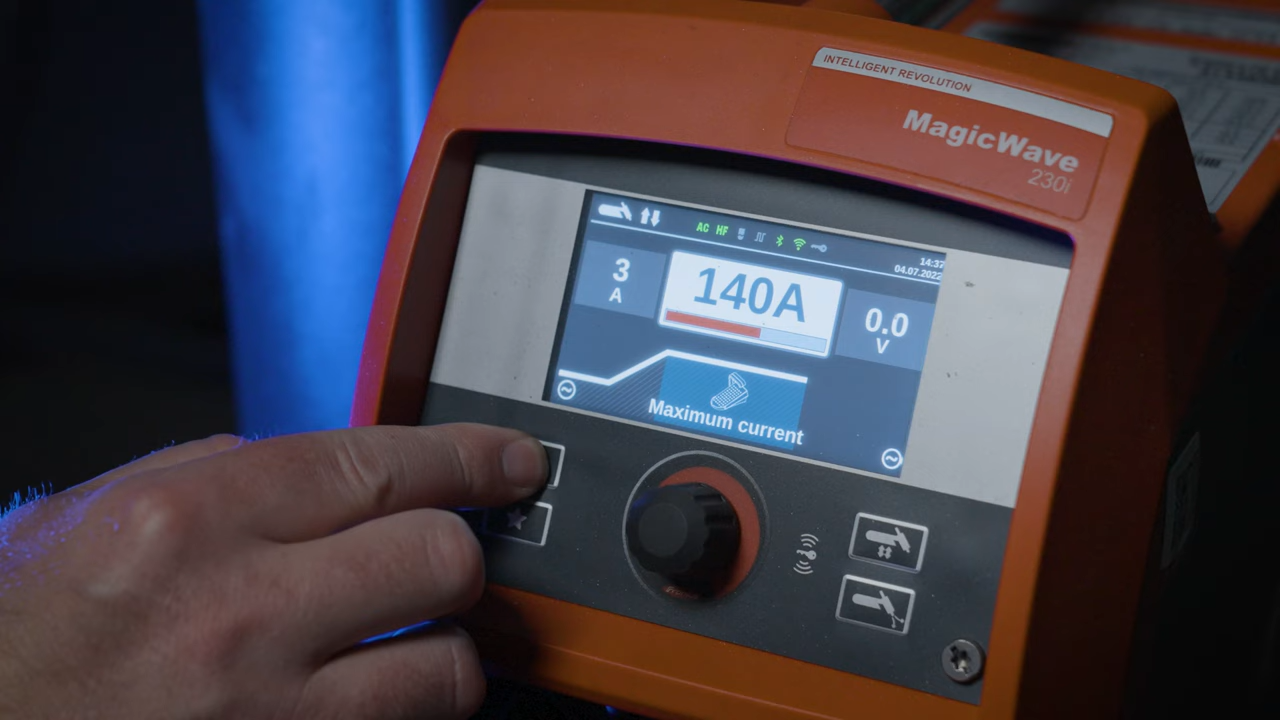 INTELLIGENT REVOLUTION
MagicWave
230i
AC HF
14:37
04.07.2022
3
A
140A
0.0
V
Maximum current